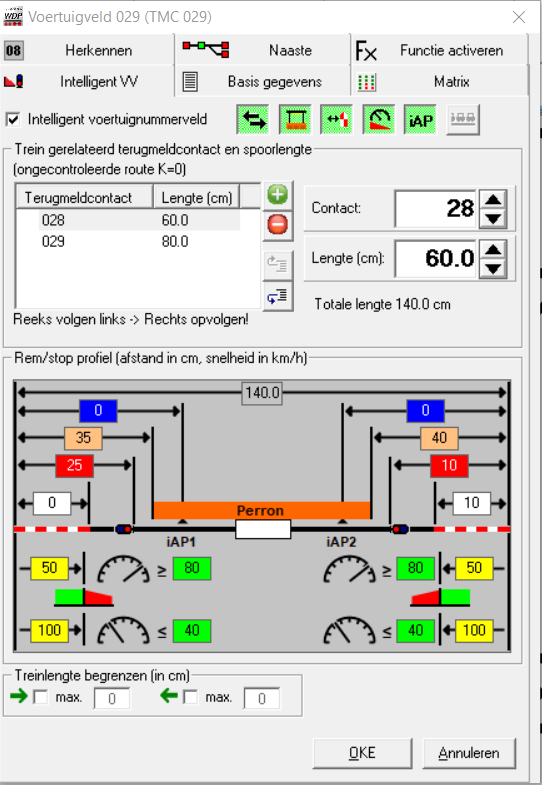 WDP Voertuigveld 029 (TMC 029)
08 Herkennen Naaste Fx Functie activeren
Intelligent VV Basis gegevens Matrix
Intelligent voertuignummerveld iAP
Trein gerelateerd terugmeldcontact en spoorlengte
(ongecontroleerde route K=0)
Terugmeldcontact Lengte (cm)
028 60.0
029 80.0
Contact: 28
Lengte (cm): 60.0
Totale lengte 140.0 cm
Reeks volgen links -> Rechts opvolgen!
Rem/stop profiel (afstand in cm, snelheid in km/h)
140.0
0 0
35 40
25 10
0 10
Perron
iAP1 iAP2
50 ≥ 80 ≥ 80 50
100 ≤ 40 ≤ 40 100
Treinlengte begrenzen (in cm)
max. 0 max. 0
OKE Annuleren